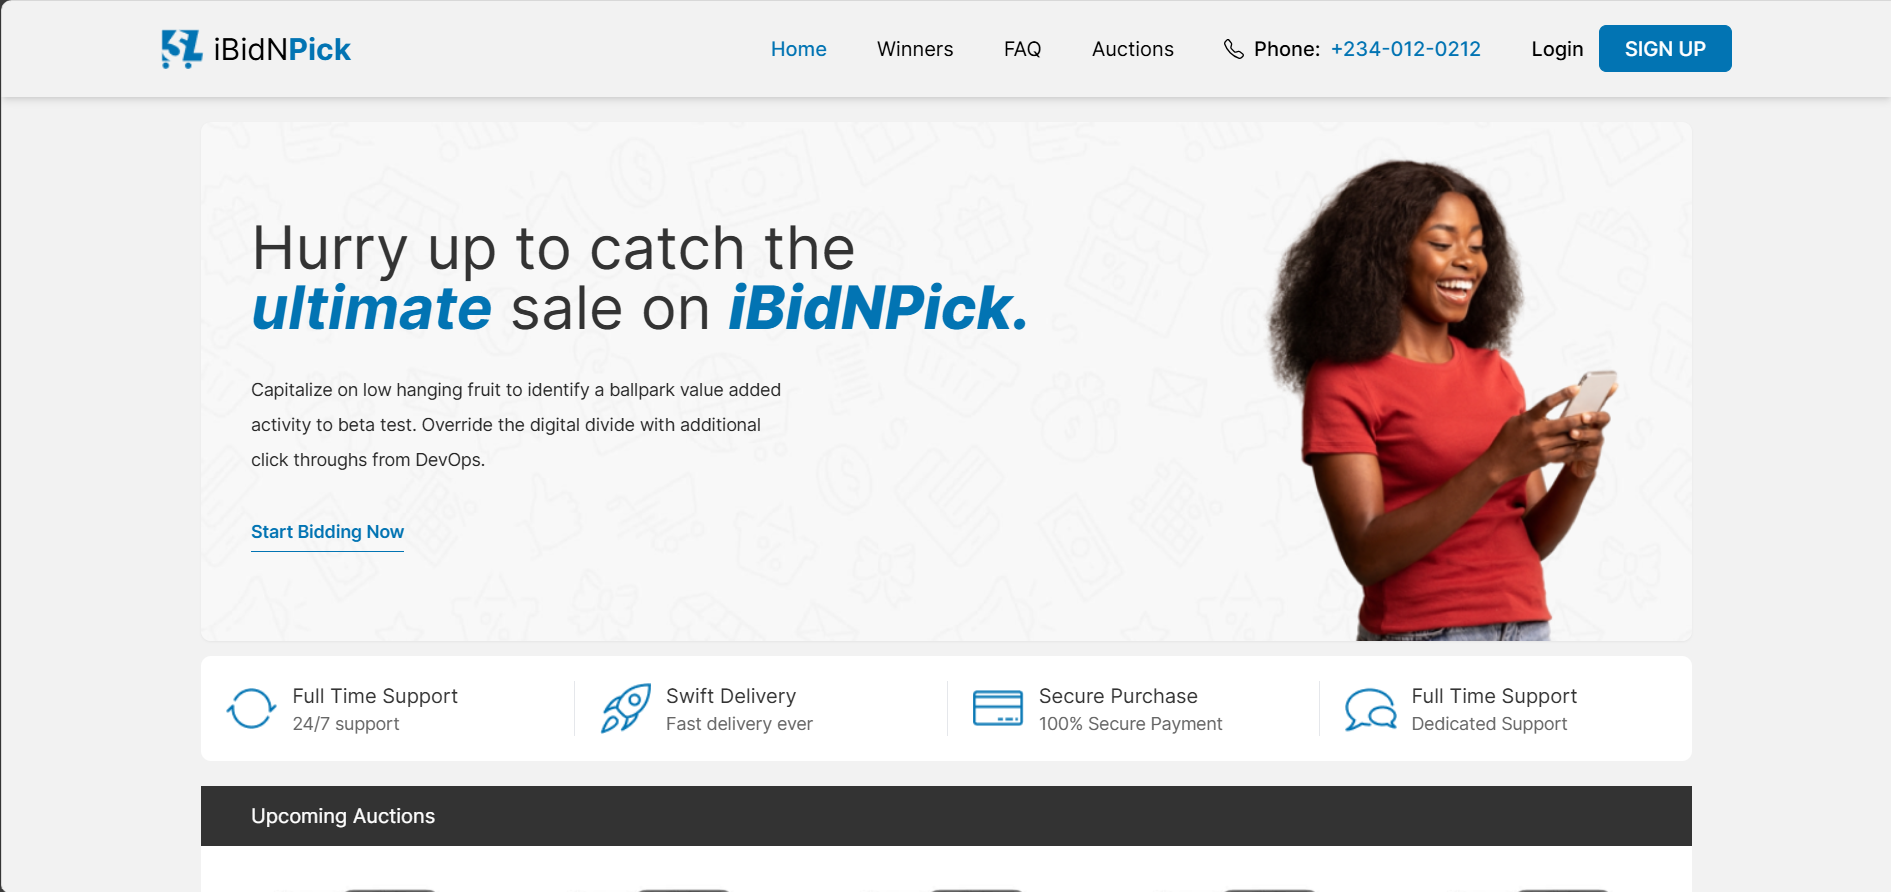 iBidNPick
Home
Winners
FAQ
Auctions
Phone: +234-012-0212
Login
SIGN UP
Hurry up to catch the
ultimate sale on iBidNPick.
Capitalize on low hanging fruit to identify a ballpark value added
activity to beta test. Override the digital divide with additional
click throughs from DevOps.
Start Bidding Now
Full Time Support
24/7 support
Swift Delivery
Fast delivery ever
Secure Purchase
100% Secure Payment
Full Time Support
Dedicated Support
Upcoming Auctions